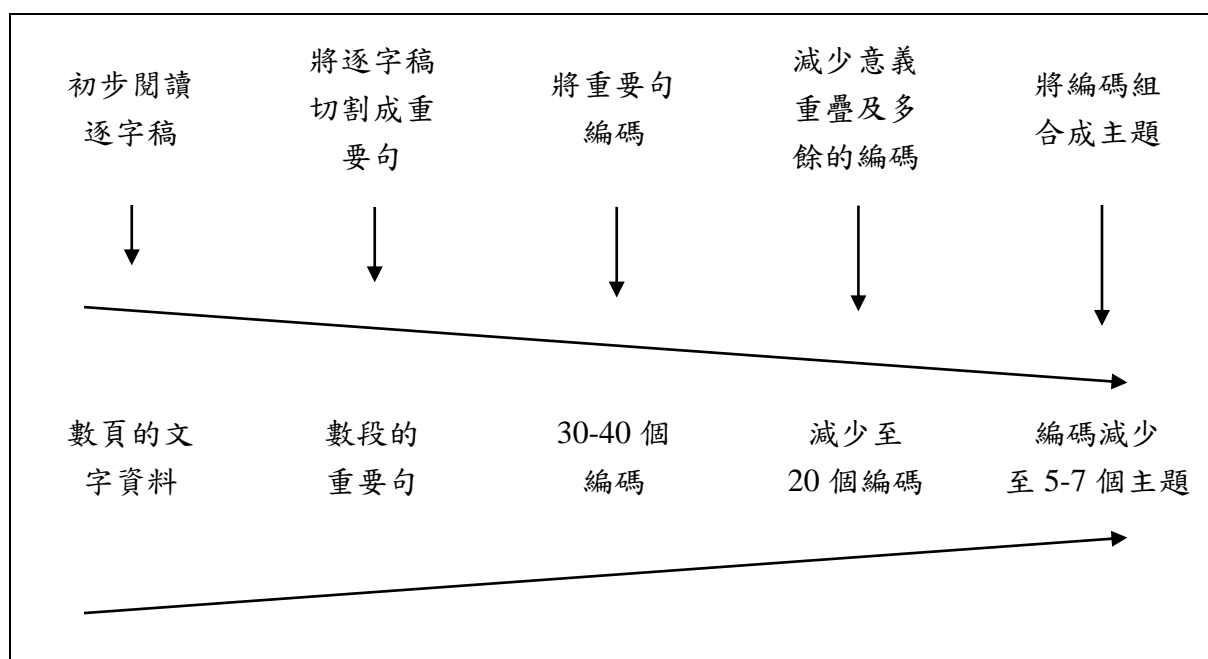 初步閱讀
逐字稿
將逐字稿
切割成重
要句
將重要句
編碼
減少意義
重疊及多
餘的編碼
將編碼組
合成主題
數頁的文
字資料
數段的
重要句
30-40 個
編碼
減少至
20 個編碼
編碼減少
至 5-7 個主題